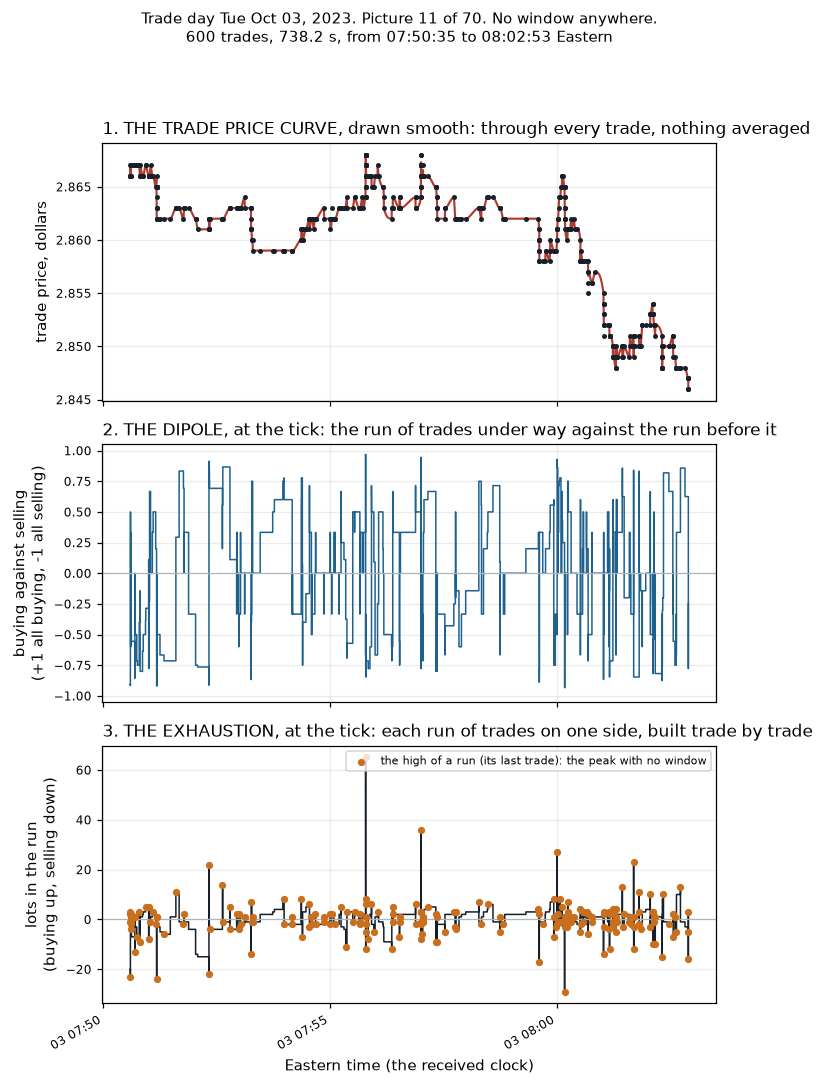 Trade day Tue Oct 03, 2023. Picture 11 of 70. No window anywhere.
600 trades, 738.2 s, from 07:50:35 to 08:02:53 Eastern
1. THE TRADE PRICE CURVE, drawn smooth: through every trade, nothing averaged
trade price, dollars
2.865
2.860
2.855
2.850
2.845
2. THE DIPOLE, at the tick: the run of trades under way against the run before it
buying against selling
(+1 all buying, -1 all selling)
1.00
0.75
0.50
0.25
0.00
−0.25
−0.50
−0.75
−1.00
3. THE EXHAUSTION, at the tick: each run of trades on one side, built trade by trade
the high of a run (its last trade): the peak with no window
lots in the run
(buying up, selling down)
60
40
20
0
−20
03 07:50
03 07:55
03 08:00
Eastern time (the received clock)